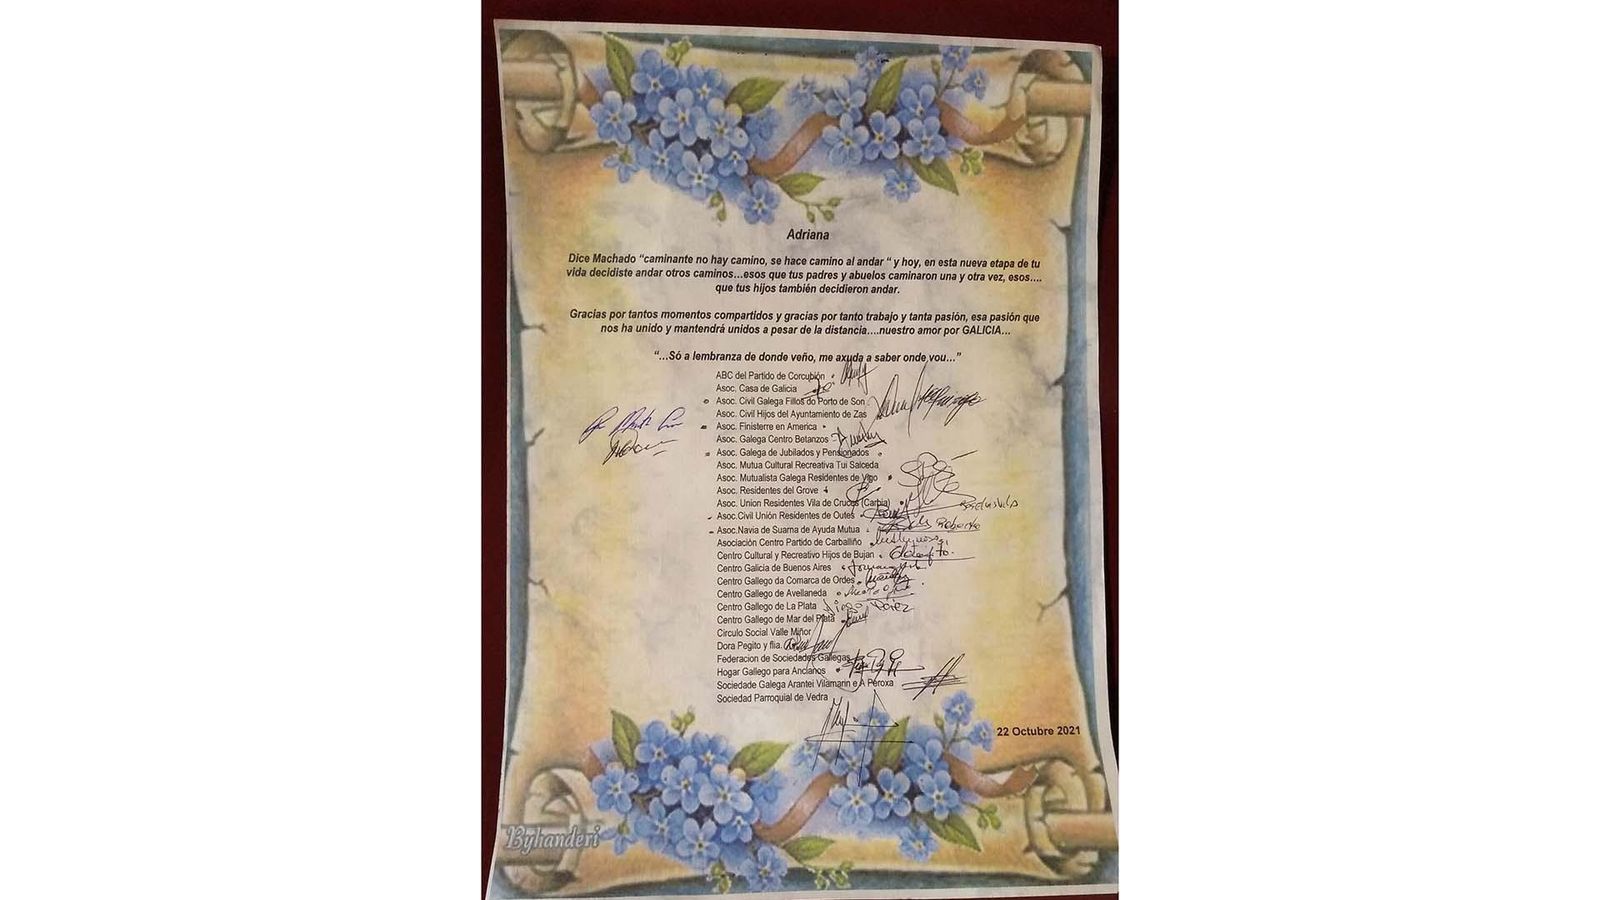 Adriana
Dice Machado “caminante no hay camino, se hace camino al andar “ y hoy, en esta nueva etapa de tu
vida decidiste andar otros caminos…esos que tus padres y abuelos caminaron una y otra vez, esos….
que tus hijos también decidieron andar.
Gracias por tantos momentos compartidos y gracias por tanto trabajo y tanta pasión, esa pasión que
nos ha unido y mantendrá unidos a pesar de la distancia….nuestro amor por GALICIA…
“…Só a lembranza de donde veño, me axuda a saber onde vou…”
ABC del Partido de Corcubión
Asoc. Casa de Galicia
Asoc. Civil Galega Fillos do Porto de Son
Asoc. Civil Hijos del Ayuntamiento de Zas
Asoc. Finisterre en America
Asoc. Galega Centro Betanzos
Asoc. Galega de Jubilados y Pensionados
Asoc. Mutua Cultural Recreativa Tui Salceda
Asoc. Mutualista Galega Residentes de Vigo
Asoc. Residentes del Grove
Asoc. Union Residentes Vila de Cruces (Carbia)
Asoc.Civil Unión Residentes de Outes
Roberto
Asoc.Navia de Suarna de Ayuda Mutua
Asociación Centro Partido de Carballiño
Centro Cultural y Recreativo Hijos de Bujan
Centro Galicia de Buenos Aires
Centro Gallego da Comarca de Ordes
Centro Gallego de Avellaneda
Centro Gallego de La Plata
Diego
Centro Gallego de Mar del Plata
Circulo Social Valle Miñor
Dora Pegito y flia.
Federacion de Sociedades Gallegas
Hogar Gallego para Ancianos
Sociedade Galega Arantei Vilamarin e A Peroxa
Sociedad Parroquial de Vedra
22 Octubre 2021
Byhanderi